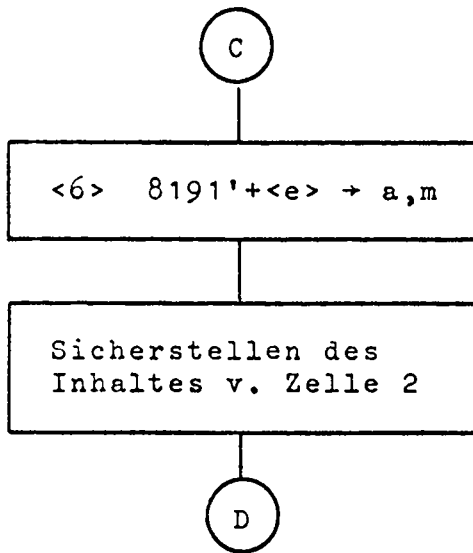 C
<6>  8191'+<e> → a,m
Sicherstellen des
Inhaltes v. Zelle 2
D